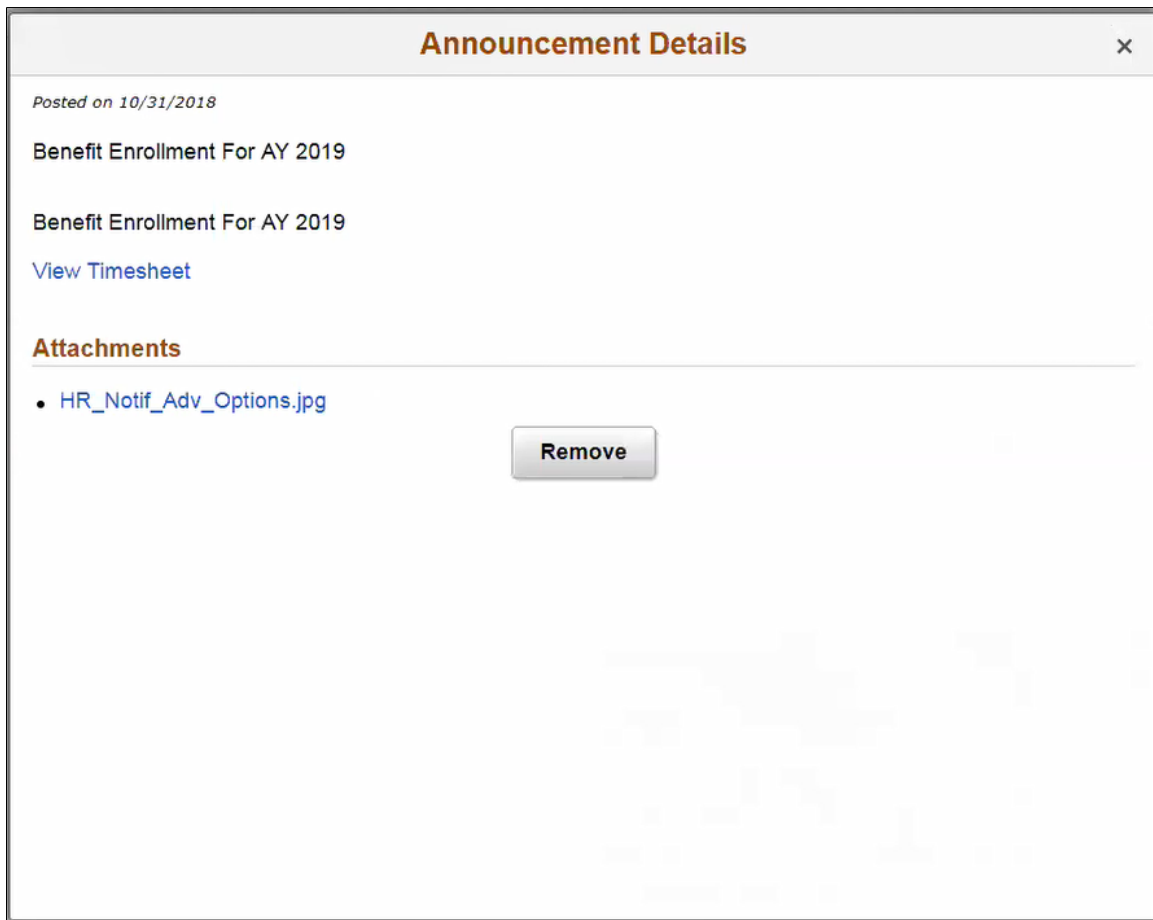 Announcement Details
×
Posted on 10/31/2018
Benefit Enrollment For AY 2019
Benefit Enrollment For AY 2019
View Timesheet
Attachments
• HR_Notif_Adv_Options.jpg
Remove